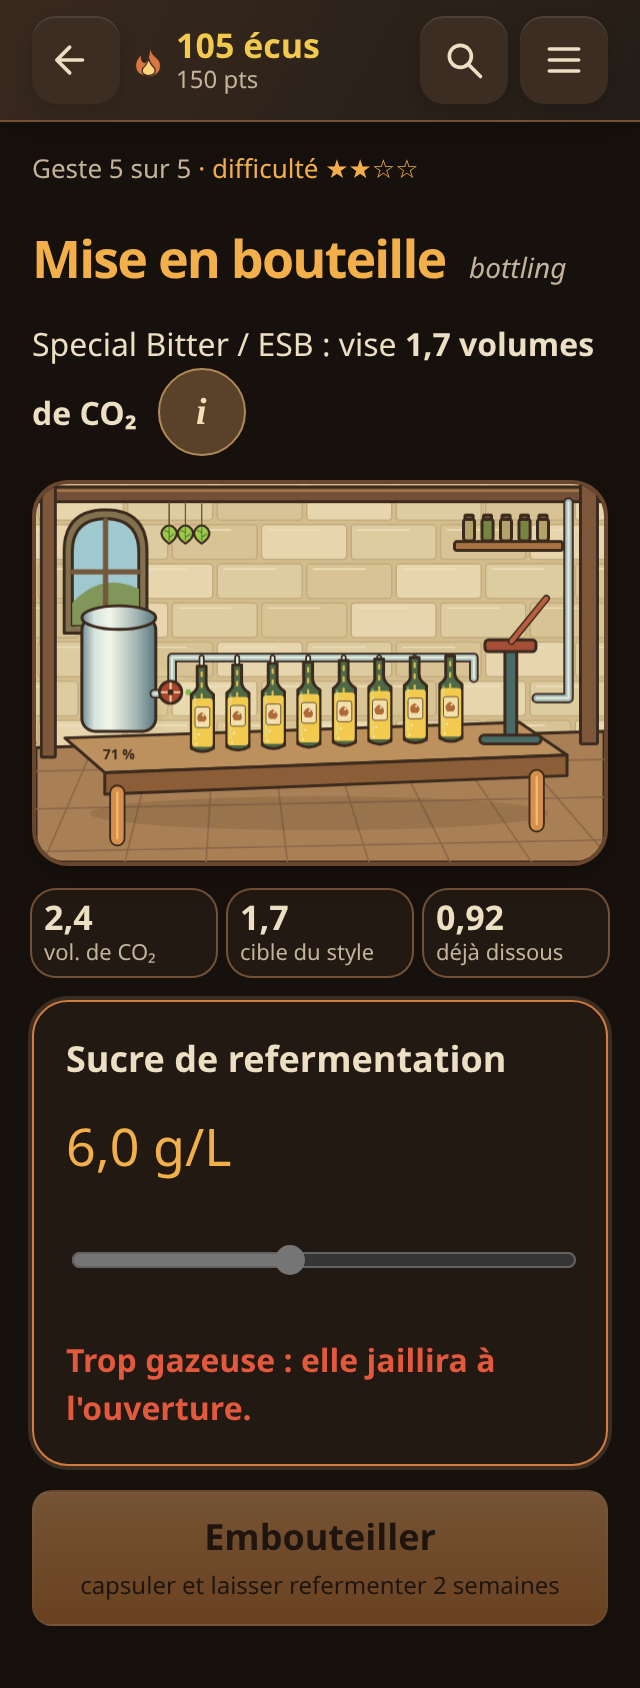 105 écus
150 pts
Geste 5 sur 5 · difficulté ★★☆☆
Mise en bouteille bottling
Special Bitter / ESB : vise 1,7 volumes
de CO₂ i
71 %
2,4
vol. de CO₂
1,7
cible du style
0,92
déjà dissous
Sucre de refermentation
6,0 g/L
Trop gazeuse : elle jaillira à
l'ouverture.
Embouteiller
capsuler et laisser refermenter 2 semaines